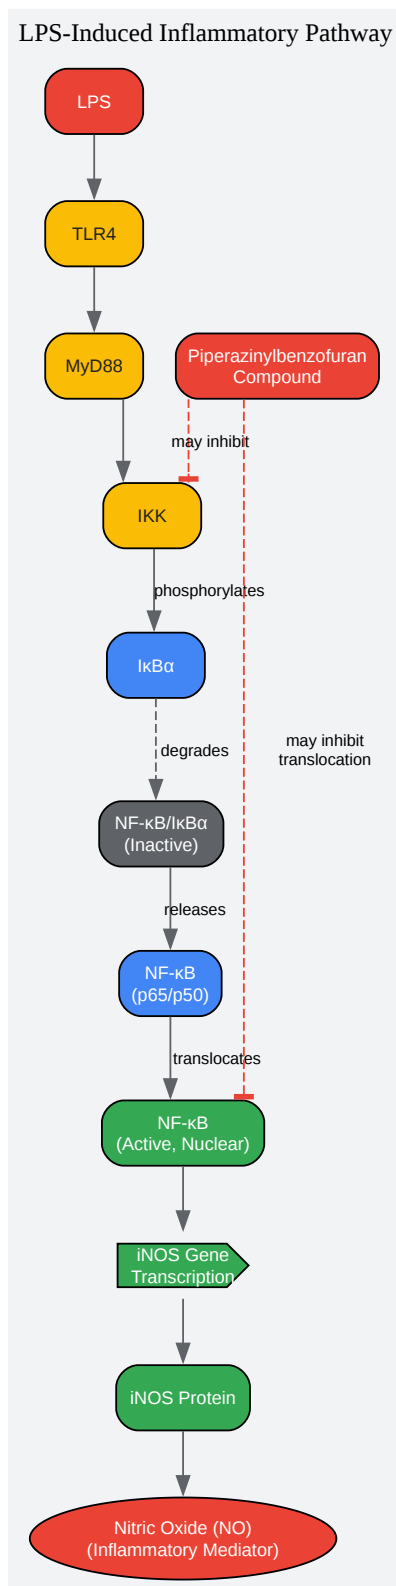 LPS-Induced Inflammatory Pathway
LPS
TLR4
MyD88
Piperazinylbenzofuran
Compound
may inhibit
IKK
phosphorylates
IκBα
may inhibit
translocation
degrades
NF-κB/IκBα
(Inactive)
releases
NF-κB
(p65/p50)
translocates
NF-κB
(Active, Nuclear)
iNOS Gene
Transcription
iNOS Protein
Nitric Oxide (NO)
(Inflammatory Mediator)